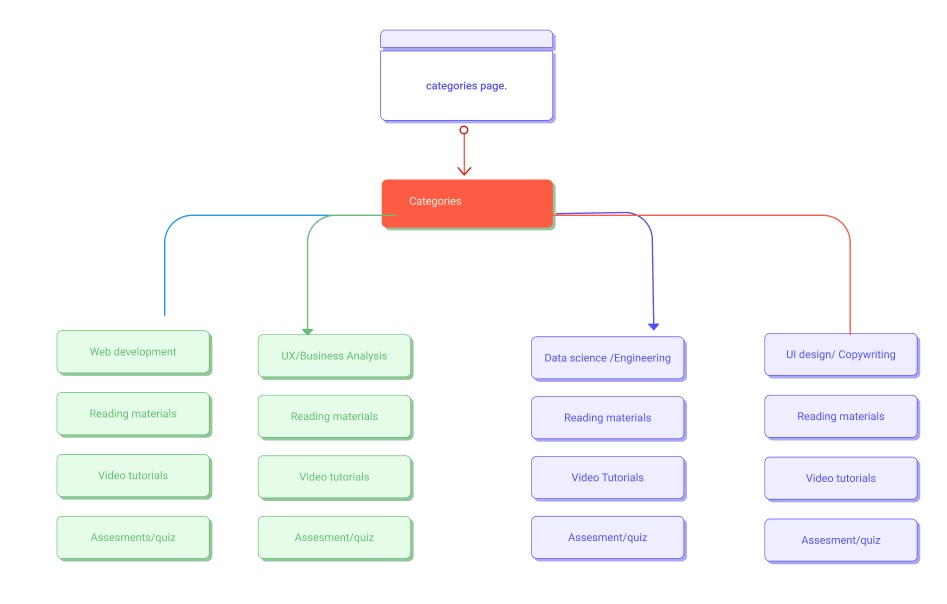 categories page.
Categories
Web development
UX/Business Analysis
Data science /Engineering
UI design/ Copywriting
Reading materials
Reading materials
Reading materials
Reading materials
Video tutorials
Video tutorials
Video Tutorials
Video tutorials
Assesments/quiz
Assesment/quiz
Assesment/quiz
Assesment/quiz